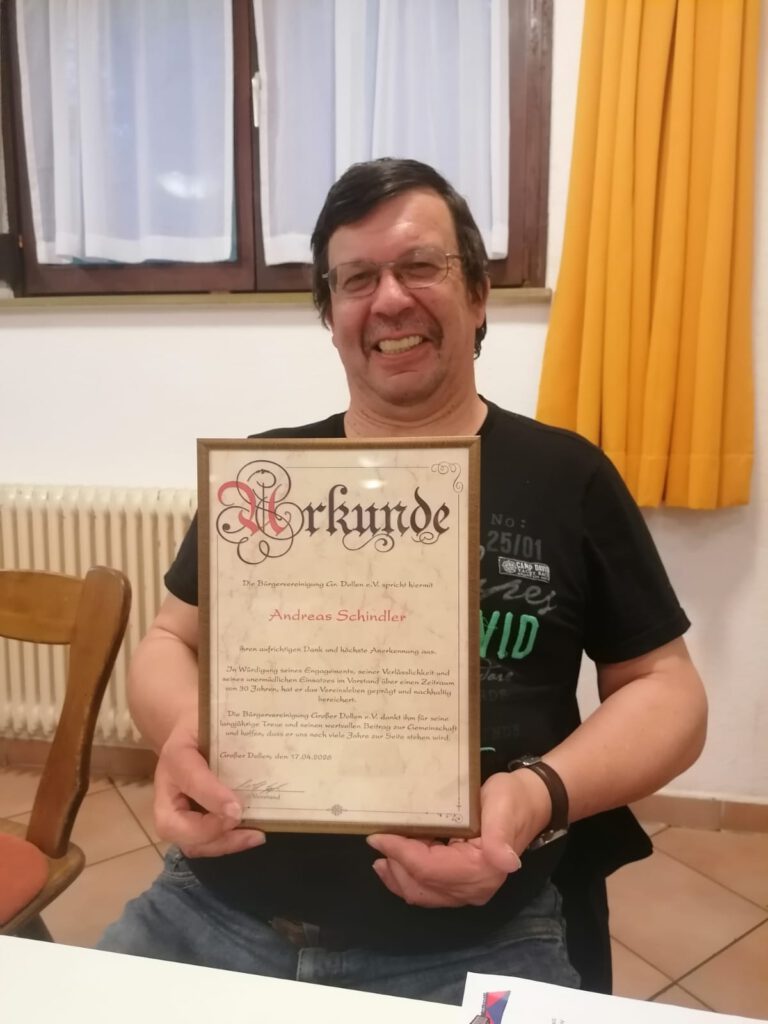 Urkunde
Die Bürgervereinigung Gr. Dollen e.V. spricht hiermit
Andreas Schindler
ihren aufrichtigen Dank und höchste Anerkennung aus.
In Würdigung seines Engagements, seiner Verlässlichkeit und
seines unermüdlichen Einsatzes im Vorstand über einen Zeitraum
von 30 Jahren, hat er das Vereinsleben geprägt und nachhaltig
bereichert.
Die Bürgervereinigung Großer Dollen e.V. dankt ihm für seine
langjährige Treue und seinen wertvollen Beitrag zur Gemeinschaft
und hoffen, dass er uns noch viele Jahre zur Seite stehen wird.
Großer Dollen, den 17.04.2026
Vorstand
No:
25/01
CAMP DAVID
VID